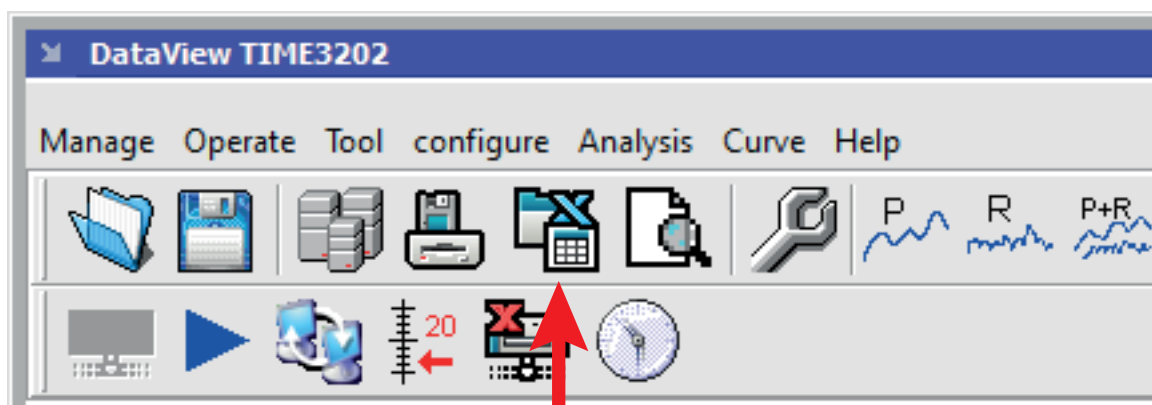 DataView TIME3202
Manage Operate Tool configure Analysis Curve Help
P R P+R
20